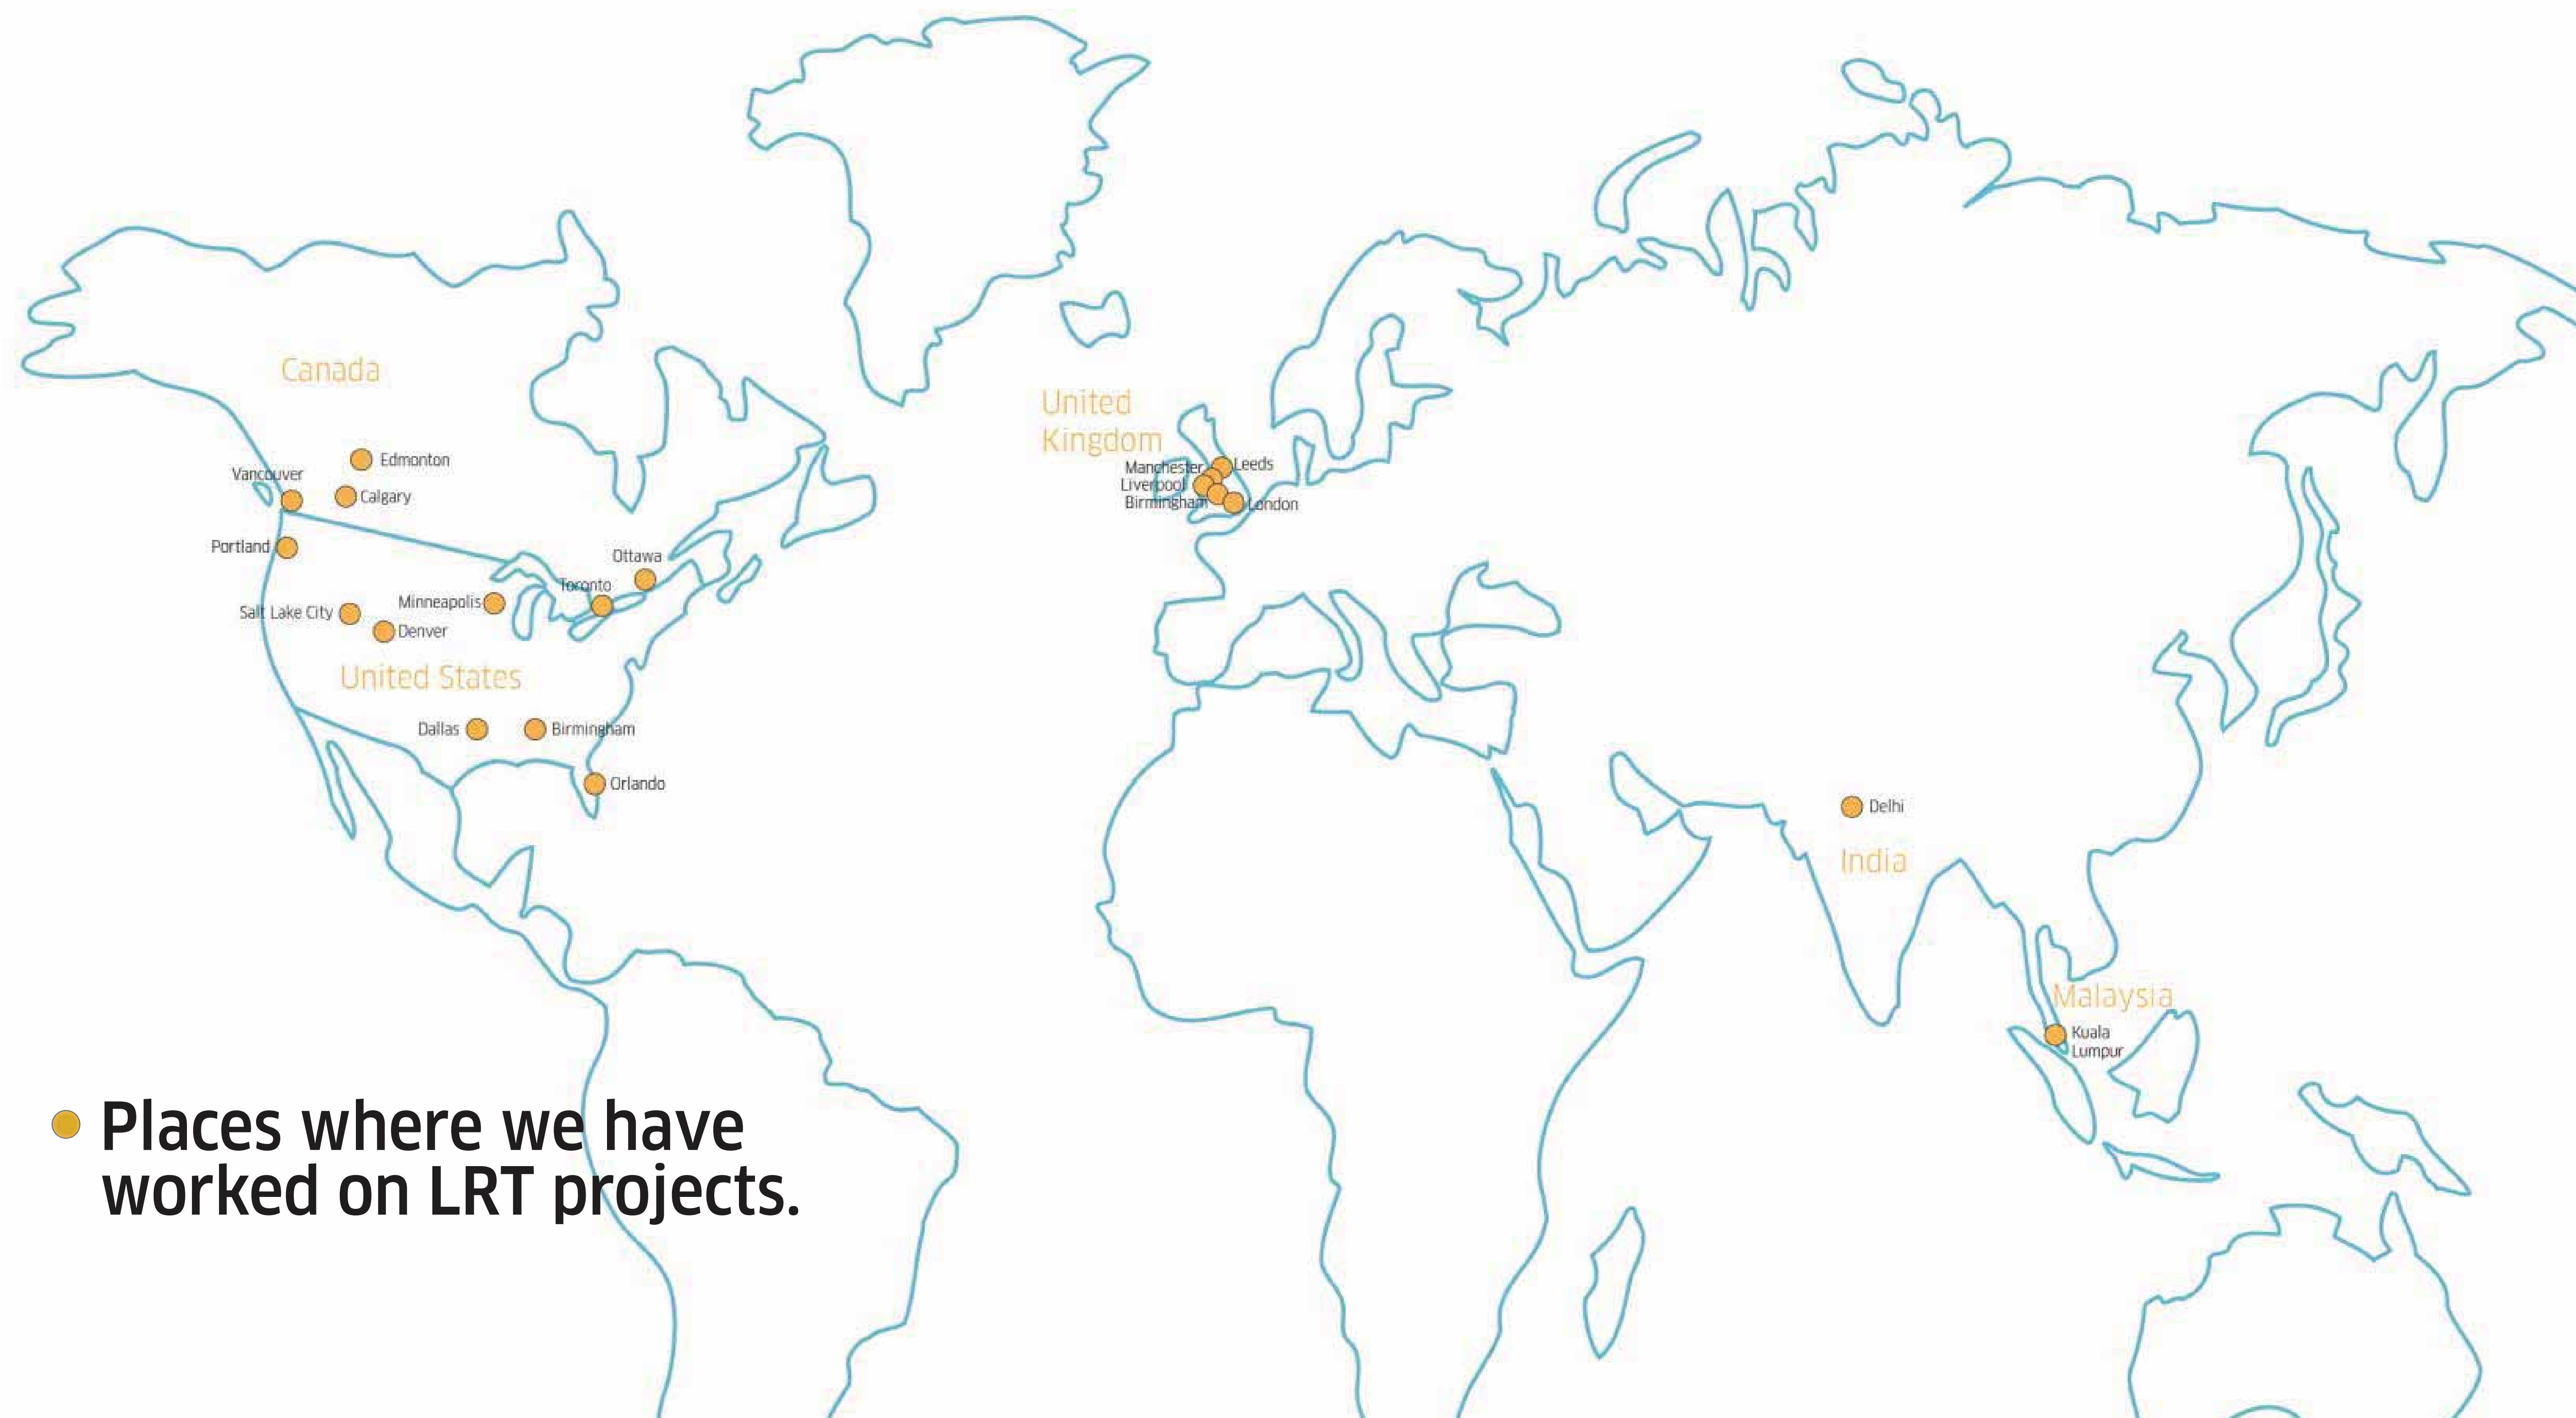 Canada
Edmonton
Vancouver
Calgary
Portland
Ottawa
Toronto
Minneapolis
Salt Lake City
Denver
United States
Dallas
Birmingham
Orlando
United
Kingdom
Leeds
Manchester
Liverpool
Birmingham
London
Delhi
India
Malaysia
Kuala
Lumpur
Places where we have
worked on LRT projects.